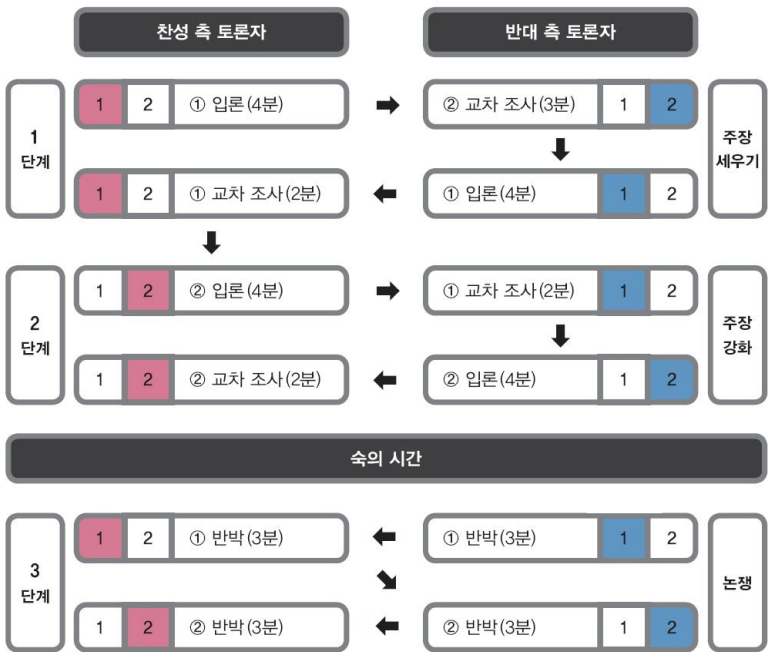 찬성 측 토론자
반대 측 토론자
1
단계
1 2 ① 입론(4분)
② 교차 조사(3분) 1 2
주장
세우기
1 2 ① 교차 조사(2분)
① 입론(4분) 1 2
2
단계
1 2 ② 입론(4분)
① 교차 조사(2분) 1 2
주장
강화
1 2 ② 교차 조사(2분)
② 입론(4분) 1 2
숙의 시간
3
단계
1 2 ① 반박(3분)
① 반박(3분) 1 2
논쟁
1 2 ② 반박(3분)
② 반박(3분) 1 2